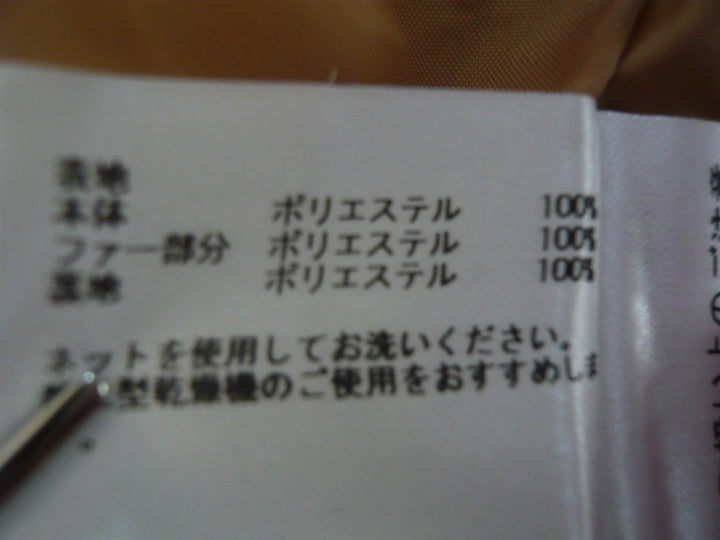 表地
本体 ポリエステル 100%
ファー部分 ポリエステル 100%
裏地 ポリエステル 100%
ネットを使用してお洗いください。
型乾燥機のご使用をおすすめしま
。